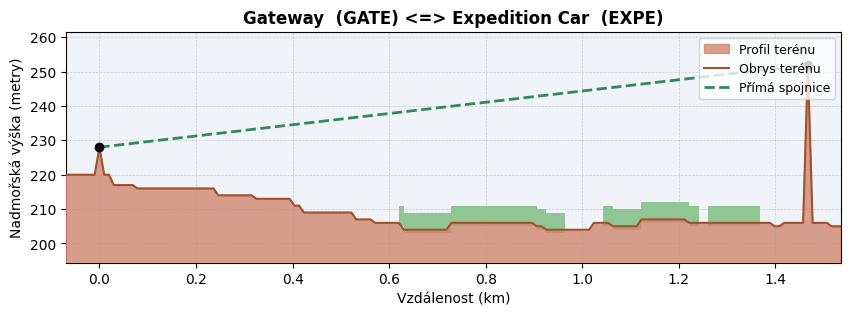 Gateway  (GATE) <=> Expedition Car  (EXPE)
Nadmořská výška (metry)
260
250
240
230
220
210
200
Profil terénu
Obrys terénu
Přímá spojnice
0.0 0.2 0.4 0.6 0.8 1.0 1.2 1.4
Vzdálenost (km)